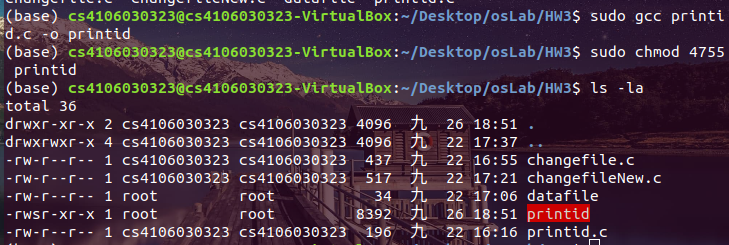 (base) cs4106030323@cs4106030323-VirtualBox:~/Desktop/osLab/HW3$ sudo gcc printi
d.c -o printid
(base) cs4106030323@cs4106030323-VirtualBox:~/Desktop/osLab/HW3$ sudo chmod 4755
 printid
(base) cs4106030323@cs4106030323-VirtualBox:~/Desktop/osLab/HW3$ ls -la
total 36
drwxr-xr-x 2 cs4106030323 cs4106030323 4096 九 26 18:51 .
drwxrwxr-x 4 cs4106030323 cs4106030323 4096 九 22 17:37 ..
-rw-r--r-- 1 cs4106030323 cs4106030323 437 九 22 16:55 changefile.c
-rw-r--r-- 1 cs4106030323 cs4106030323 517 九 22 17:21 changefileNew.c
-rw-r--r-- 1 root root 34 九 22 17:06 datafile
-rwsr-xr-x 1 root root 8392 九 26 18:51 printid
-rw-r--r-- 1 cs4106030323 cs4106030323 196 九 22 16:16 printid.c